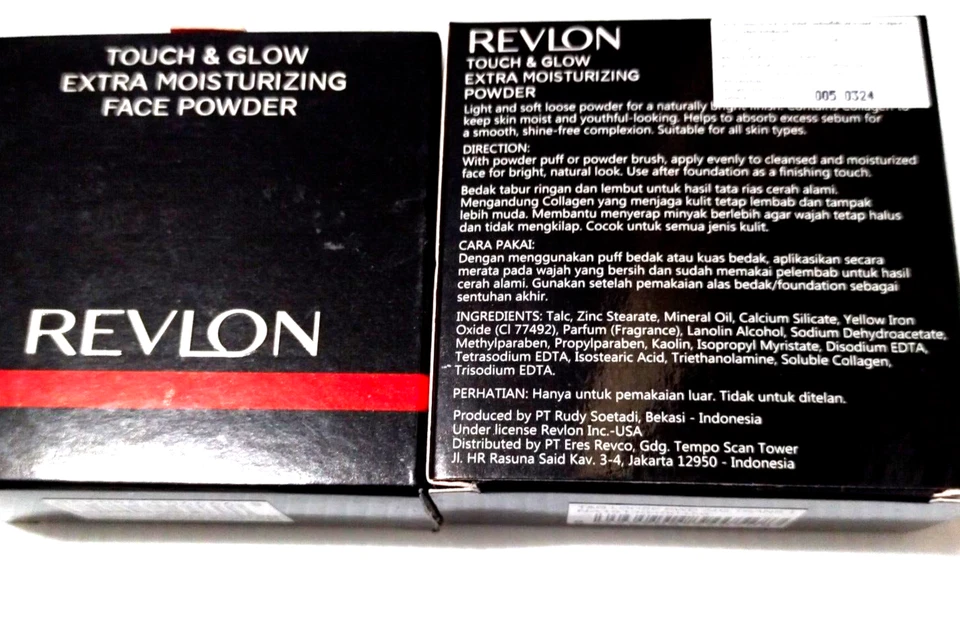 TOUCH & GLOW
EXTRA MOISTURIZING
FACE POWDER
REVLON
REVLON
TOUCH & GLOW
EXTRA MOISTURIZING
POWDER
005 0324
Light and soft loose powder for a naturally bright finish. Contains Collagen to
keep skin moist and youthful-looking. Helps to absorb excess sebum for
a smooth, shine-free complexion. Suitable for all skin types.
DIRECTION:
With powder puff or powder brush, apply evenly to cleansed and moisturized
face for bright, natural look. Use after foundation as a finishing touch.
Bedak tabur ringan dan lembut untuk hasil tata rias cerah alami.
Mengandung Collagen yang menjaga kulit tetap lembab dan tampak
lebih muda. Membantu menyerap minyak berlebih agar wajah tetap halus
dan tidak mengkilap. Cocok untuk semua jenis kulit.
CARA PAKAI:
Dengan menggunakan puff bedak atau kuas bedak, aplikasikan secara
merata pada wajah yang bersih dan sudah memakai pelembab untuk hasil
cerah alami. Gunakan setelah pemakaian alas bedak/foundation sebagai
sentuhan akhir.
INGREDIENTS: Talc, Zinc Stearate, Mineral Oil, Calcium Silicate, Yellow Iron
Oxide (CI 77492), Parfum (Fragrance), Lanolin Alcohol, Sodium Dehydroacetate,
Methylparaben, Propylparaben, Kaolin, Isopropyl Myristate, Disodium EDTA,
Tetrasodium EDTA, Isostearic Acid, Triethanolamine, Soluble Collagen,
Trisodium EDTA.
PERHATIAN: Hanya untuk pemakaian luar. Tidak untuk ditelan.
Produced by PT Rudy Soetadi, Bekasi - Indonesia
Under license Revlon Inc.-USA
Distributed by PT Eres Revco, Gdg. Tempo Scan Tower
Jl. HR Rasuna Said Kav. 3-4, Jakarta 12950 - Indonesia